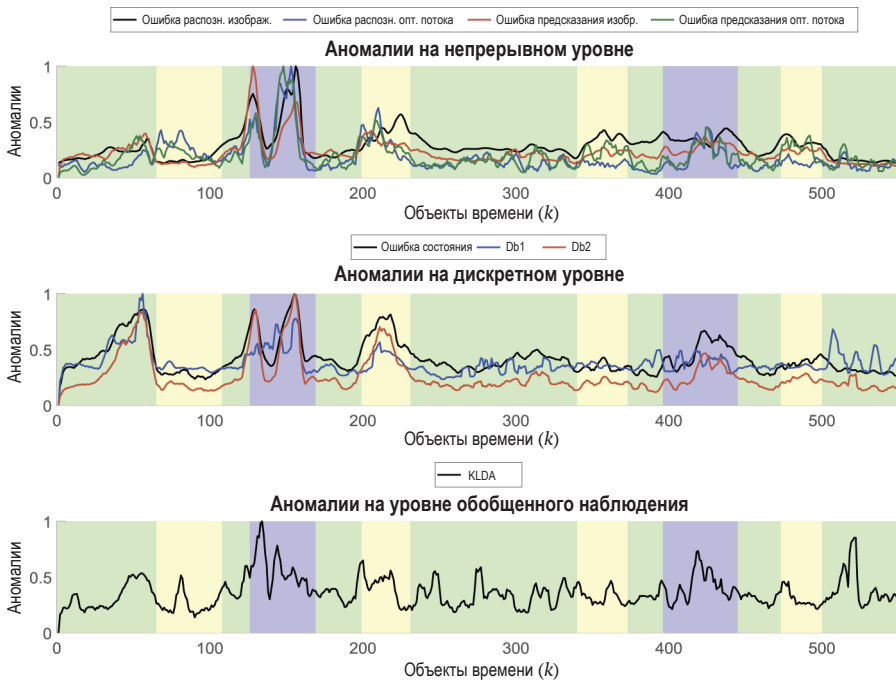 Ошибка распозн. изображ. Ошибка распозн. опт. потока Ошибка предсказания изобр. Ошибка предсказания опт. потока
Аномалии на непрерывном уровне
Аномалии
1
0.5
0
0 100 200 300 400 500
Объекты времени (k)
Ошибка состояния Db1 Db2
Аномалии на дискретном уровне
Аномалии
1
0.5
0
0 100 200 300 400 500
Объекты времени (k)
KLDA
Аномалии на уровне обобщенного наблюдения
Аномалии
1
0.5
0
0 100 200 300 400 500
Объекты времени (k)